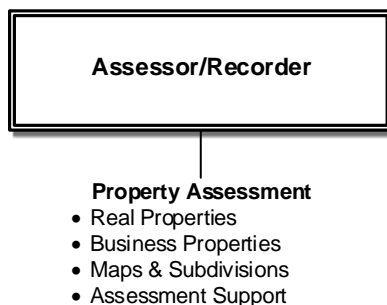 Assessor/Recorder
Property Assessment
• Real Properties
• Business Properties
• Maps & Subdivisions
• Assessment Support